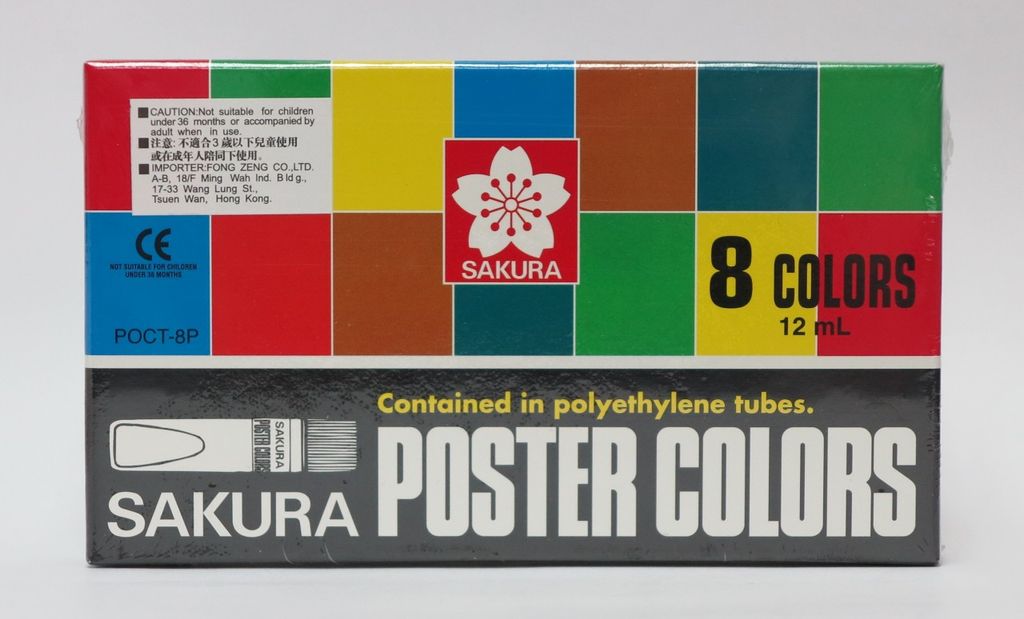 ■CAUTION:Not suitable for children
under 36 months or accompanied by
adult when in use.
■注意: 不適合3歲以下兒童使用
或在成年人陪同下使用。
■IMPORTER:FONG ZENG CO.,LTD.
A-B, 18/F Ming Wah Ind. Bldg.,
17-33 Wang Lung St.,
Tsuen Wan, Hong Kong.
CE
NOT SUITABLE FOR CHILDREN
UNDER 36 MONTHS
POCT-8P
SAKURA
8 COLORS
12 mL
Contained in polyethylene tubes.
SAKURA
POSTER COLORS
SAKURA
POSTER COLORS